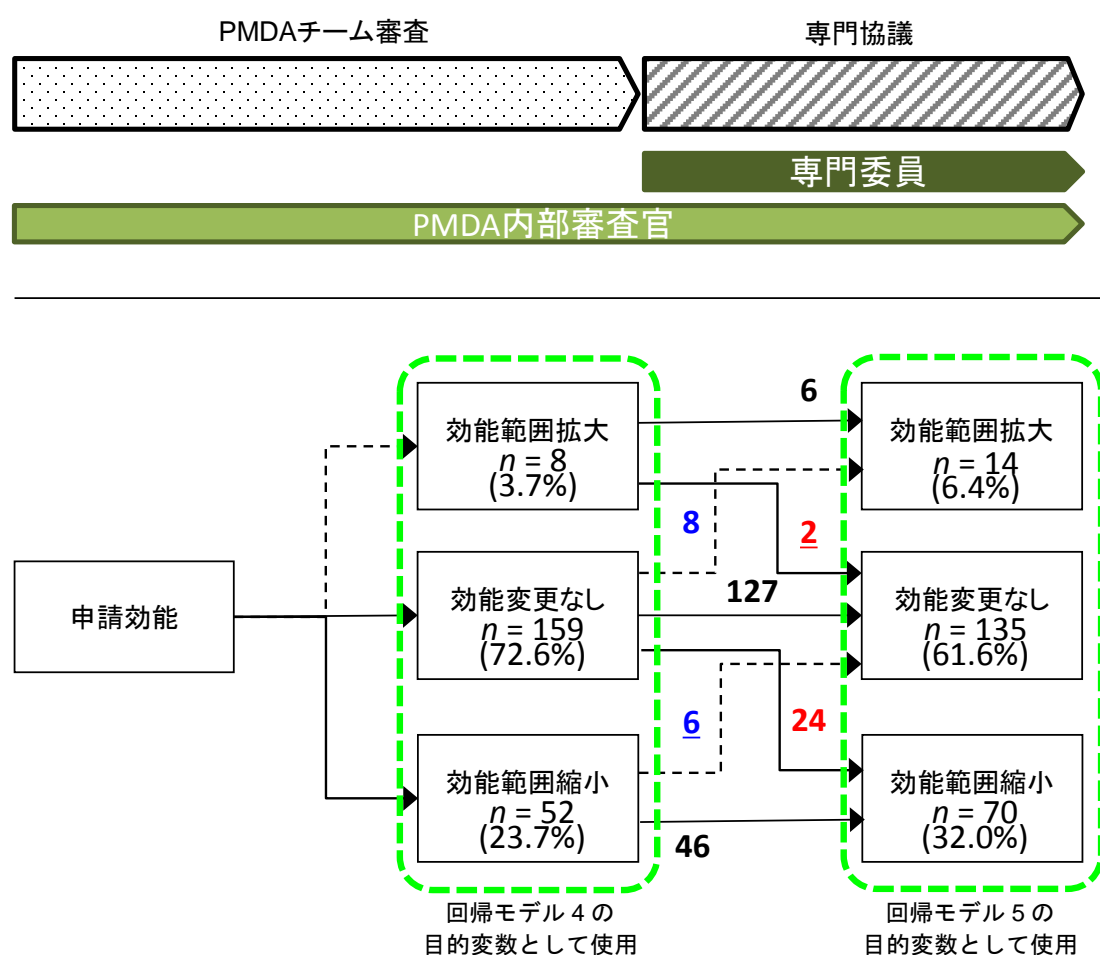 PMDAチーム審査
専門協議
専門委員
PMDA内部審査官
6
効能範囲拡大
n = 8
(3.7%)
効能範囲拡大
n = 14
(6.4%)
8
2
申請効能
効能変更なし
n = 159
(72.6%)
127
効能変更なし
n = 135
(61.6%)
6
24
効能範囲縮小
n = 52
(23.7%)
46
効能範囲縮小
n = 70
(32.0%)
回帰モデル4の
目的変数として使用
回帰モデル5の
目的変数として使用